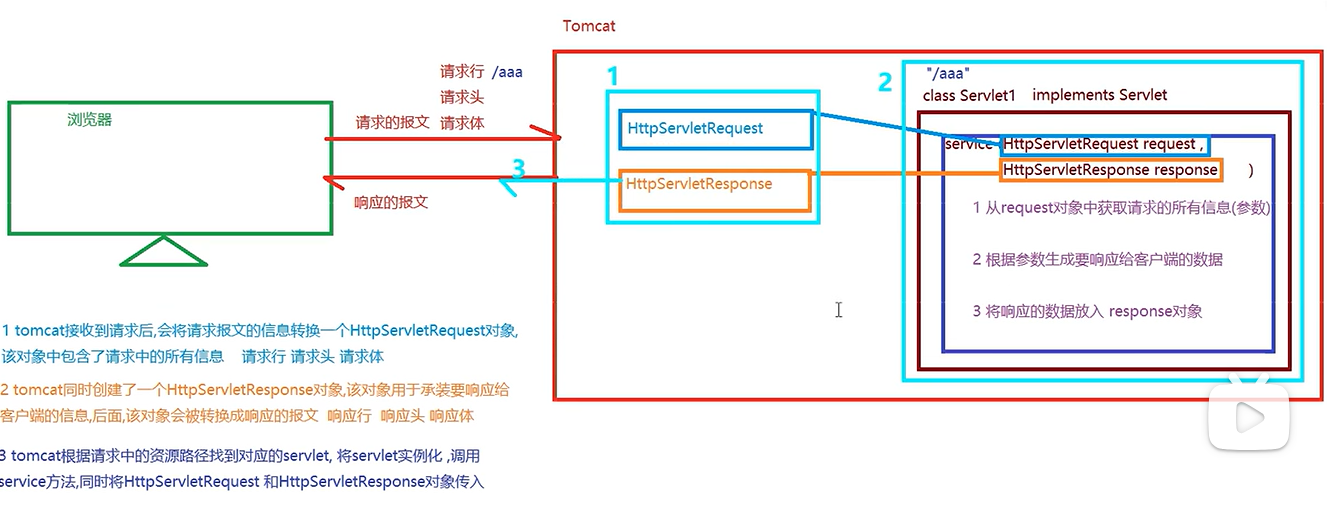 Tomcat
请求行 /aaa
请求头
请求体
请求的报文
浏览器
响应的报文
1
2
3
HttpServletRequest
HttpServletResponse
"/aaa"
class Servlet1 implements Servlet
service HttpServletRequest request ,
HttpServletResponse response )
1 从request对象中获取请求的所有信息(参数)
2 根据参数生成要响应给客户端的数据
3 将响应的数据放入 response对象
1 tomcat接收到请求后,会将请求报文的信息转换一个HttpServletRequest对象,
该对象中包含了请求中的所有信息 请求行 请求头 请求体
2 tomcat同时创建了一个HttpServletResponse对象,该对象用于承装要响应给
客户端的信息,后面,该对象会被转换成响应的报文 响应行 响应头 响应体
3 tomcat根据请求中的资源路径找到对应的servlet, 将servlet实例化 ,调用
service方法,同时将HttpServletRequest 和HttpServletResponse对象传入